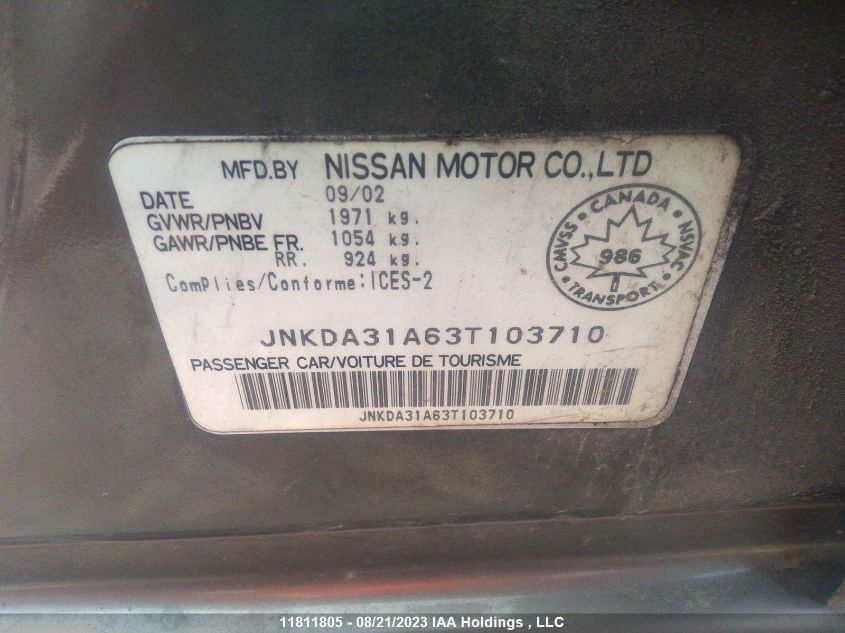 MFD.BY NISSAN MOTOR CO.,LTD
DATE 09/02
GVWR/PNBV 1971 kg.
GAWR/PNBE FR. 1054 kg.
RR. 924 kg.
ComPlies/Conforme:ICES-2
CANADA
CMVSS 986 NSVAC
TRANSPORT
JNKDA31A63T103710
PASSENGER CAR/VOITURE DE TOURISME
JNKDA31A63T103710
11811805 - 08/21/2023 IAA Holdings , LLC